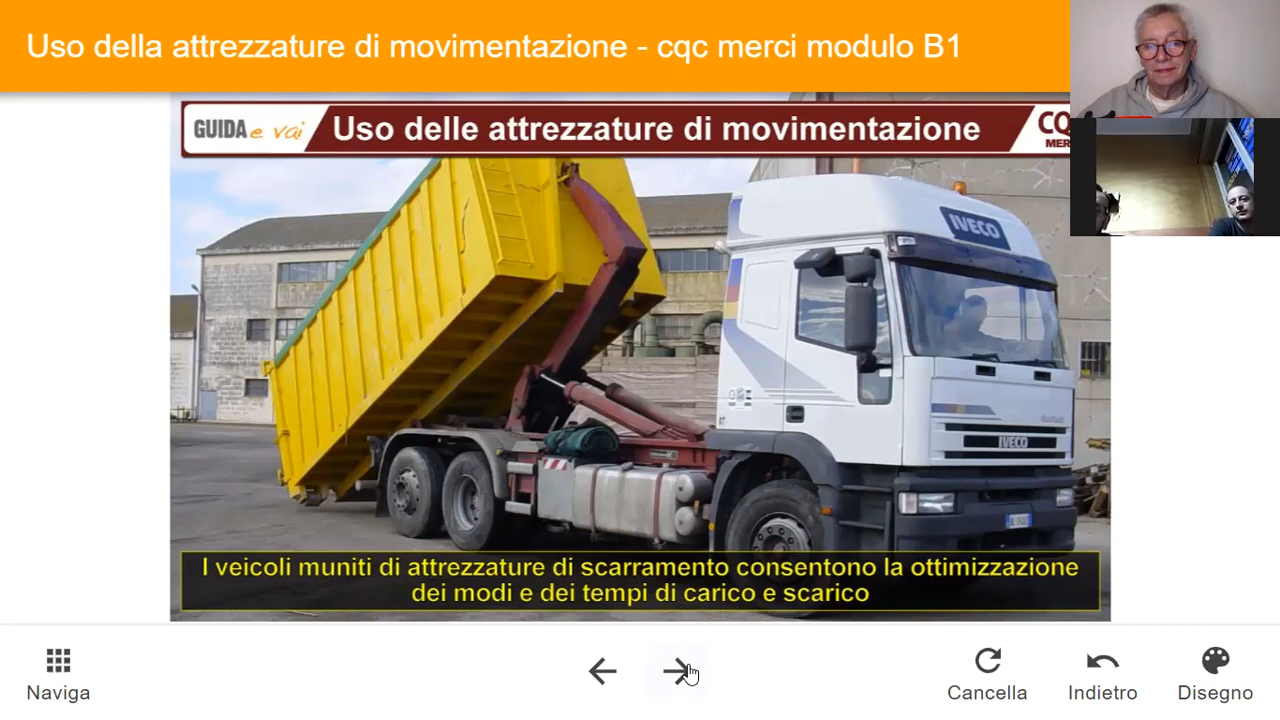 Uso della attrezzature di movimentazione - cqc merci modulo B1
GUIDA e vai
Uso delle attrezzature di movimentazione
CQ
MER
IVECO
IVECO
I veicoli muniti di attrezzature di scarramento consentono la ottimizzazione
dei modi e dei tempi di carico e scarico
Naviga
Cancella
Indietro
Disegno